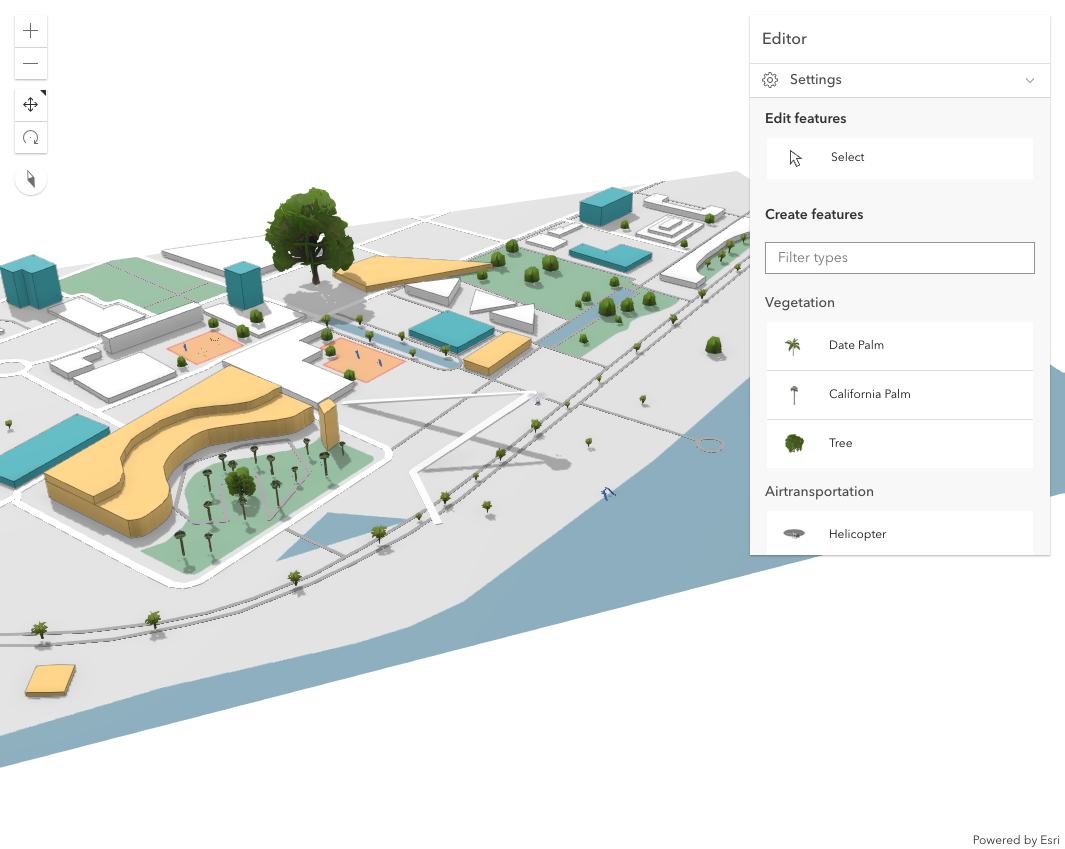 Editor
Settings
Edit features
Select
Create features
Filter types
Vegetation
Date Palm
California Palm
Tree
Airtransportation
Helicopter
Powered by Esri